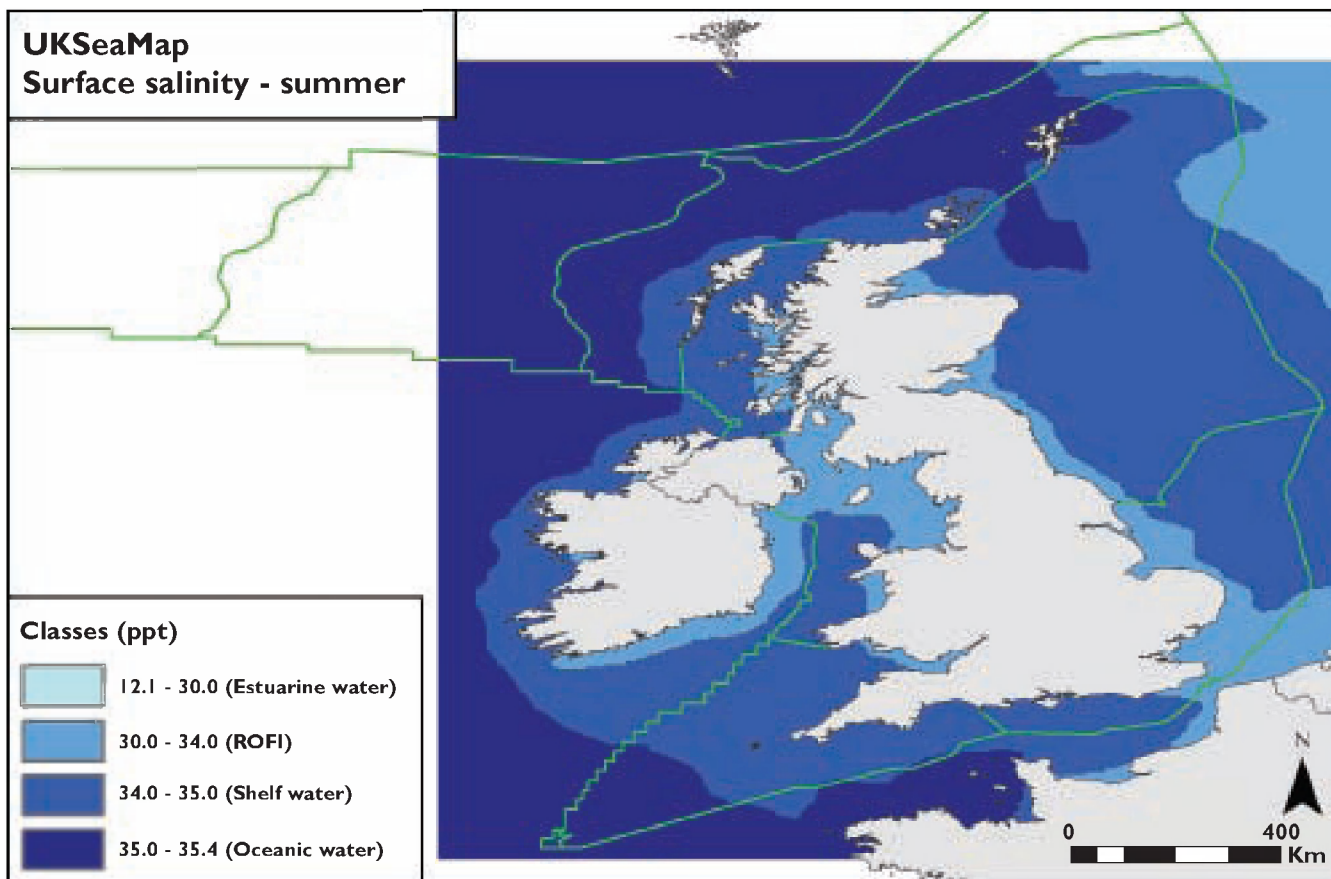 UKSeaMap
Surface salinity - summer
Classes (ppt)
12.1 - 30.0 (Estuarine water)
30.0 - 34.0 (ROFI)
34.0 - 35.0 (Shelf water)
35.0 - 35.4 (Oceanic water)
N
0 400
Km